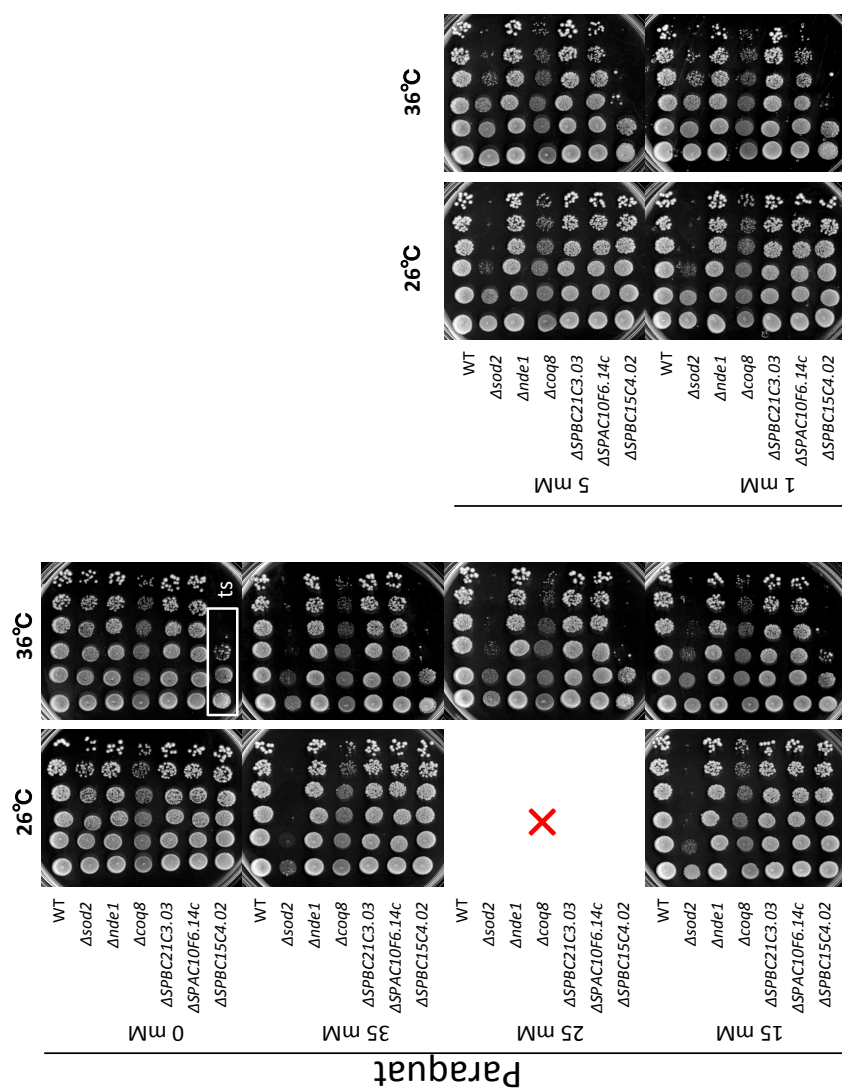 36°C
26°C
WT
Δsod2
Δnde1
Δcoq8
ΔSPBC21C3.03
ΔSPAC10F6.14c
ΔSPBC15C4.02
5 mM
WT
Δsod2
Δnde1
Δcoq8
ΔSPBC21C3.03
ΔSPAC10F6.14c
ΔSPBC15C4.02
1 mM
36°C
ts
26°C
WT
Δsod2
Δnde1
Δcoq8
ΔSPBC21C3.03
ΔSPAC10F6.14c
ΔSPBC15C4.02
0 mM
WT
Δsod2
Δnde1
Δcoq8
ΔSPBC21C3.03
ΔSPAC10F6.14c
ΔSPBC15C4.02
35 mM
WT
Δsod2
Δnde1
Δcoq8
ΔSPBC21C3.03
ΔSPAC10F6.14c
ΔSPBC15C4.02
25 mM
WT
Δsod2
Δnde1
Δcoq8
ΔSPBC21C3.03
ΔSPAC10F6.14c
ΔSPBC15C4.02
15 mM
Paraquat